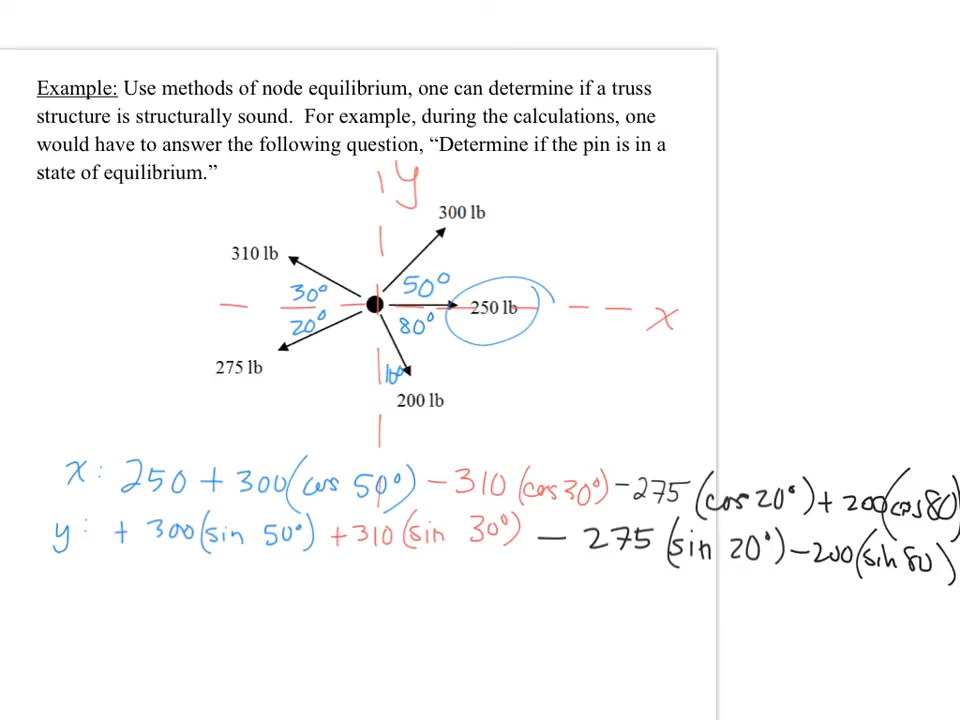 Example: Use methods of node equilibrium, one can determine if a truss
structure is structurally sound.  For example, during the calculations, one
would have to answer the following question, “Determine if the pin is in a
state of equilibrium.”
y
300 lb
310 lb
30° 50°
250 lb
x
20° 80°
275 lb
10°
200 lb
x: 250 + 300(cos 50°) - 310 (cos 30°) - 275 (cos 20°) + 200(cos 80)
y: + 300(sin 50°) + 310 (sin 30°) - 275 (sin 20°) - 200(sin 80)